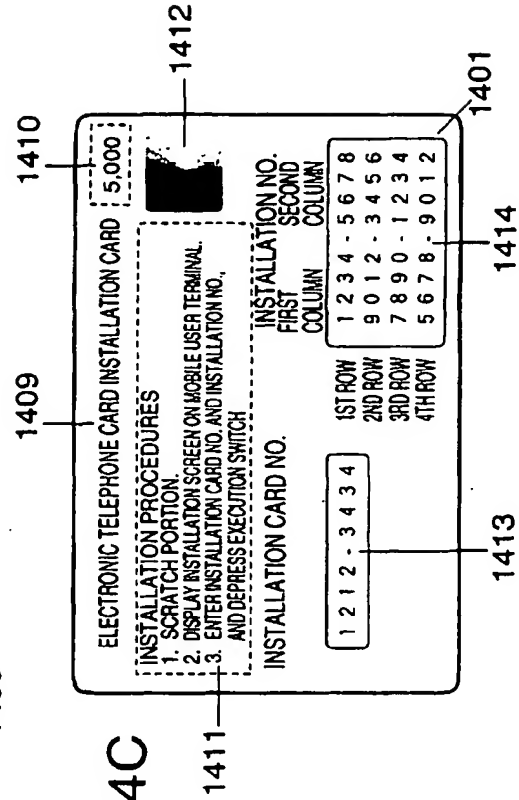 1409
1410
ELECTRONIC TELEPHONE CARD INSTALLATION CARD
5,000
1412
INSTALLATION PROCEDURES
1. SCRATCH PORTION.
2. DISPLAY INSTALLATION SCREEN ON MOBILE USER TERMINAL.
3. ENTER INSTALLATION CARD NO. AND INSTALLATION NO.,
AND DEPRESS EXECUTION SWITCH
1411
4C
INSTALLATION CARD NO.
1 2 1 2 - 3 4 3 4
INSTALLATION NO.
FIRST COLUMN
SECOND COLUMN
1ST ROW 1 2 3 4 - 5 6 7 8
2ND ROW 9 0 1 2 - 3 4 5 6
3RD ROW 7 8 9 0 - 1 2 3 4
4TH ROW 5 6 7 8 - 9 0 1 2
1401
1413
1414